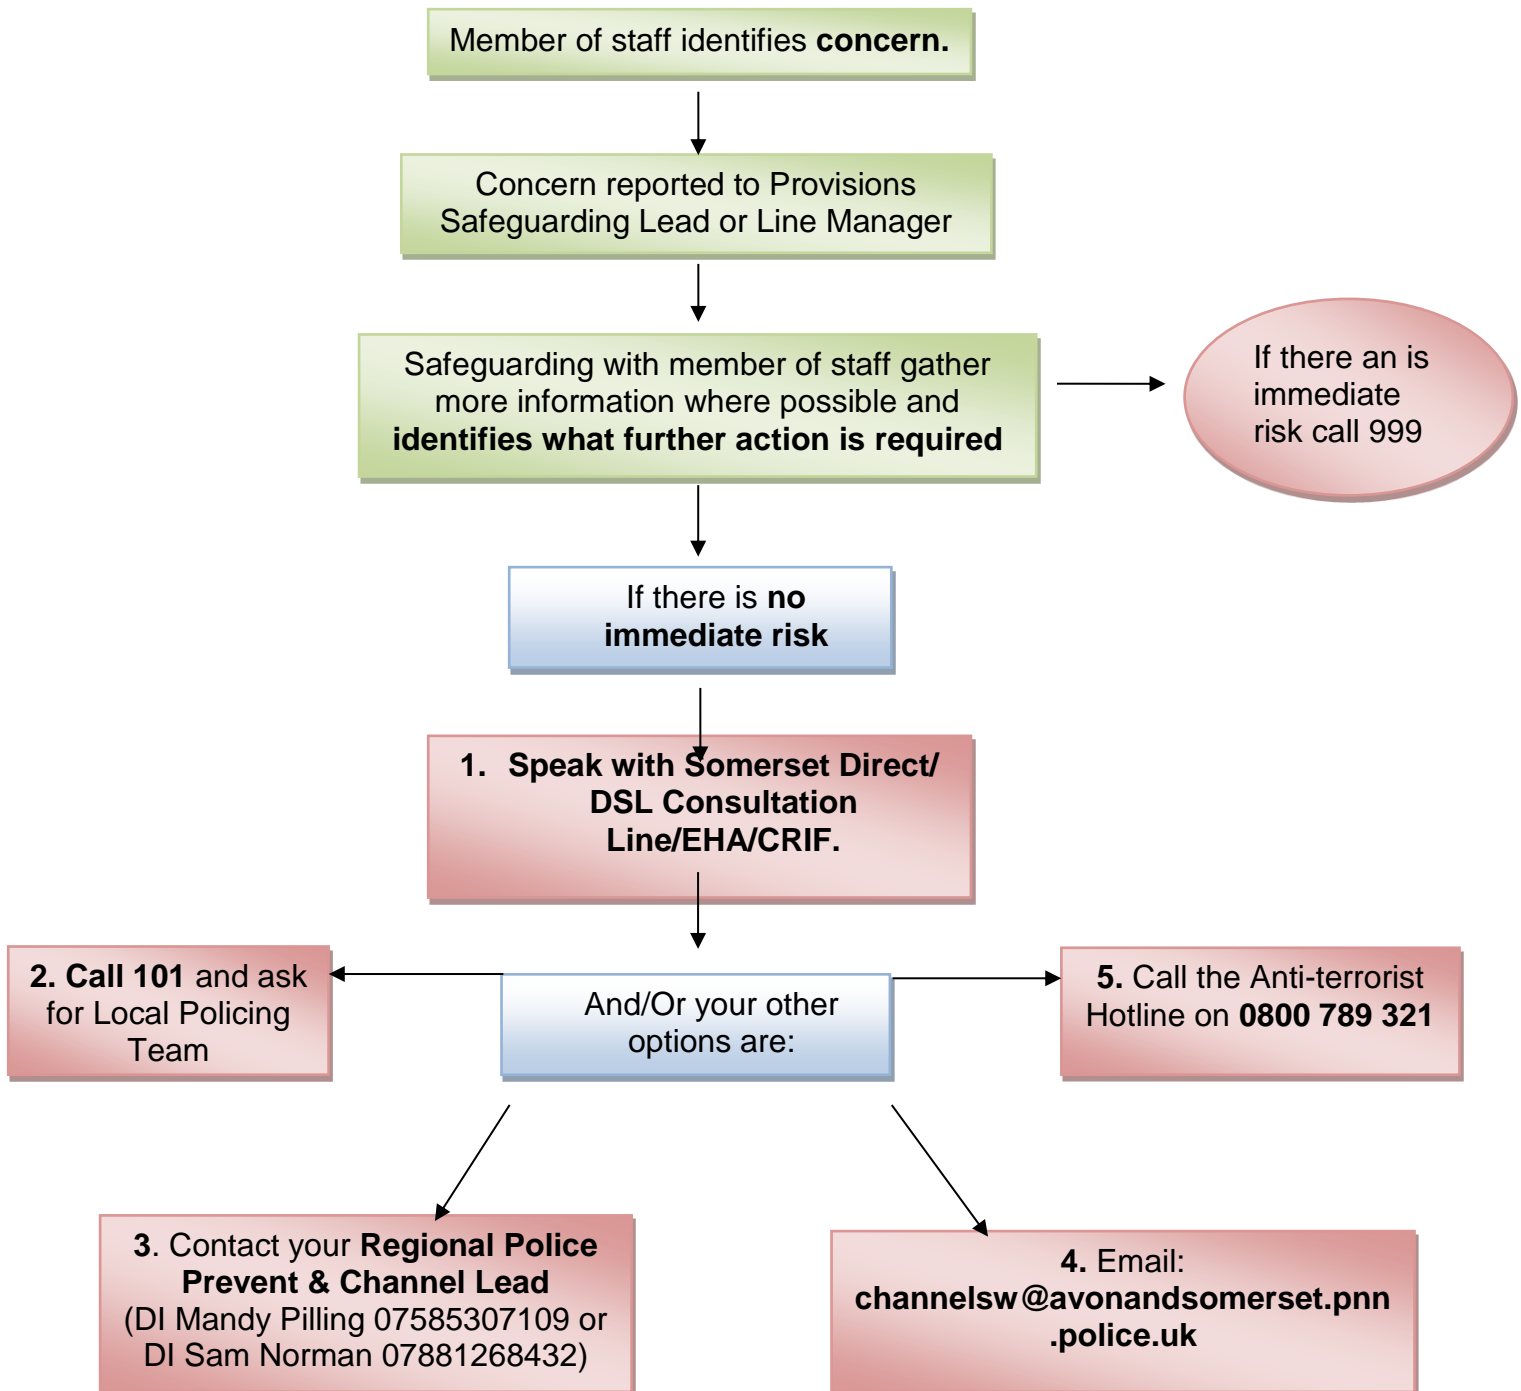 Member of staff identifies concern.
Concern reported to Provisions
Safeguarding Lead or Line Manager
Safeguarding with member of staff gather
more information where possible and
identifies what further action is required
If there an is
immediate
risk call 999
If there is no
immediate risk
1. Speak with Somerset Direct/
DSL Consultation
Line/EHA/CRIF.
2. Call 101 and ask
for Local Policing
Team
And/Or your other
options are:
5. Call the Anti-terrorist
Hotline on 0800 789 321
3. Contact your Regional Police
Prevent & Channel Lead
(DI Mandy Pilling 07585307109 or
DI Sam Norman 07881268432)
4. Email:
channelsw@avonandsomerset.pnn
.police.uk